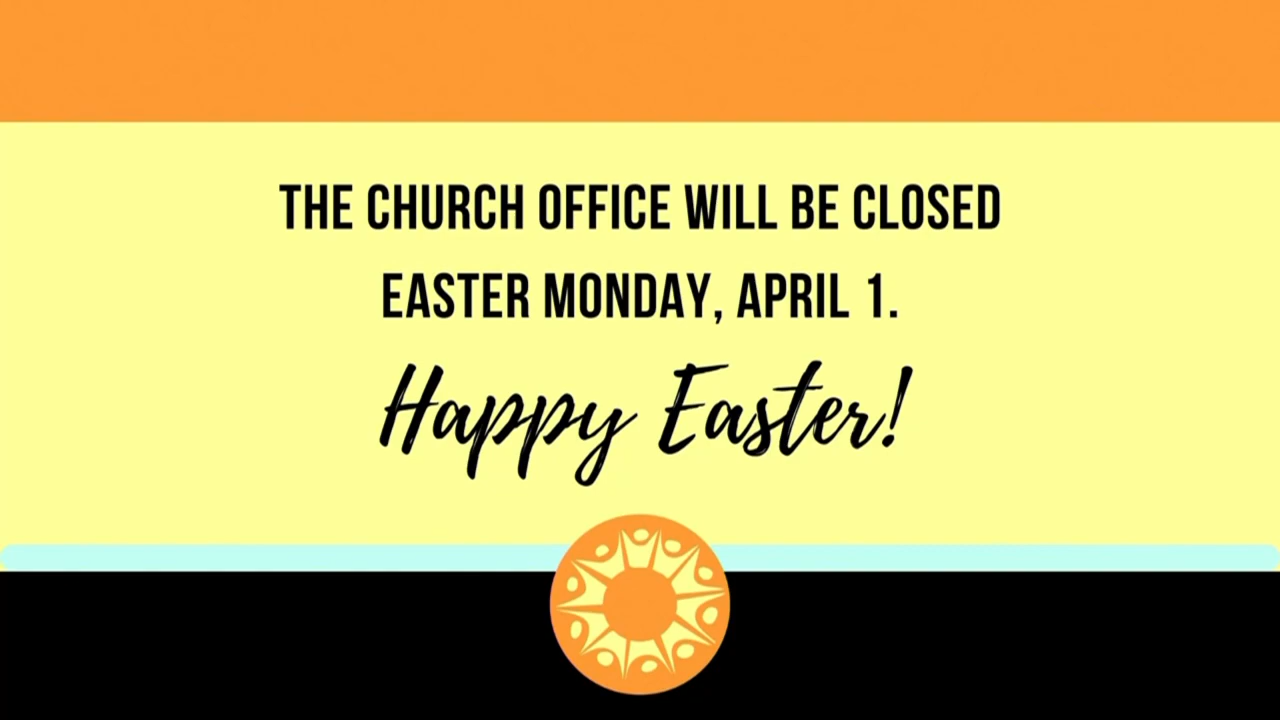 THE CHURCH OFFICE WILL BE CLOSED
EASTER MONDAY, APRIL 1.
Happy Easter!